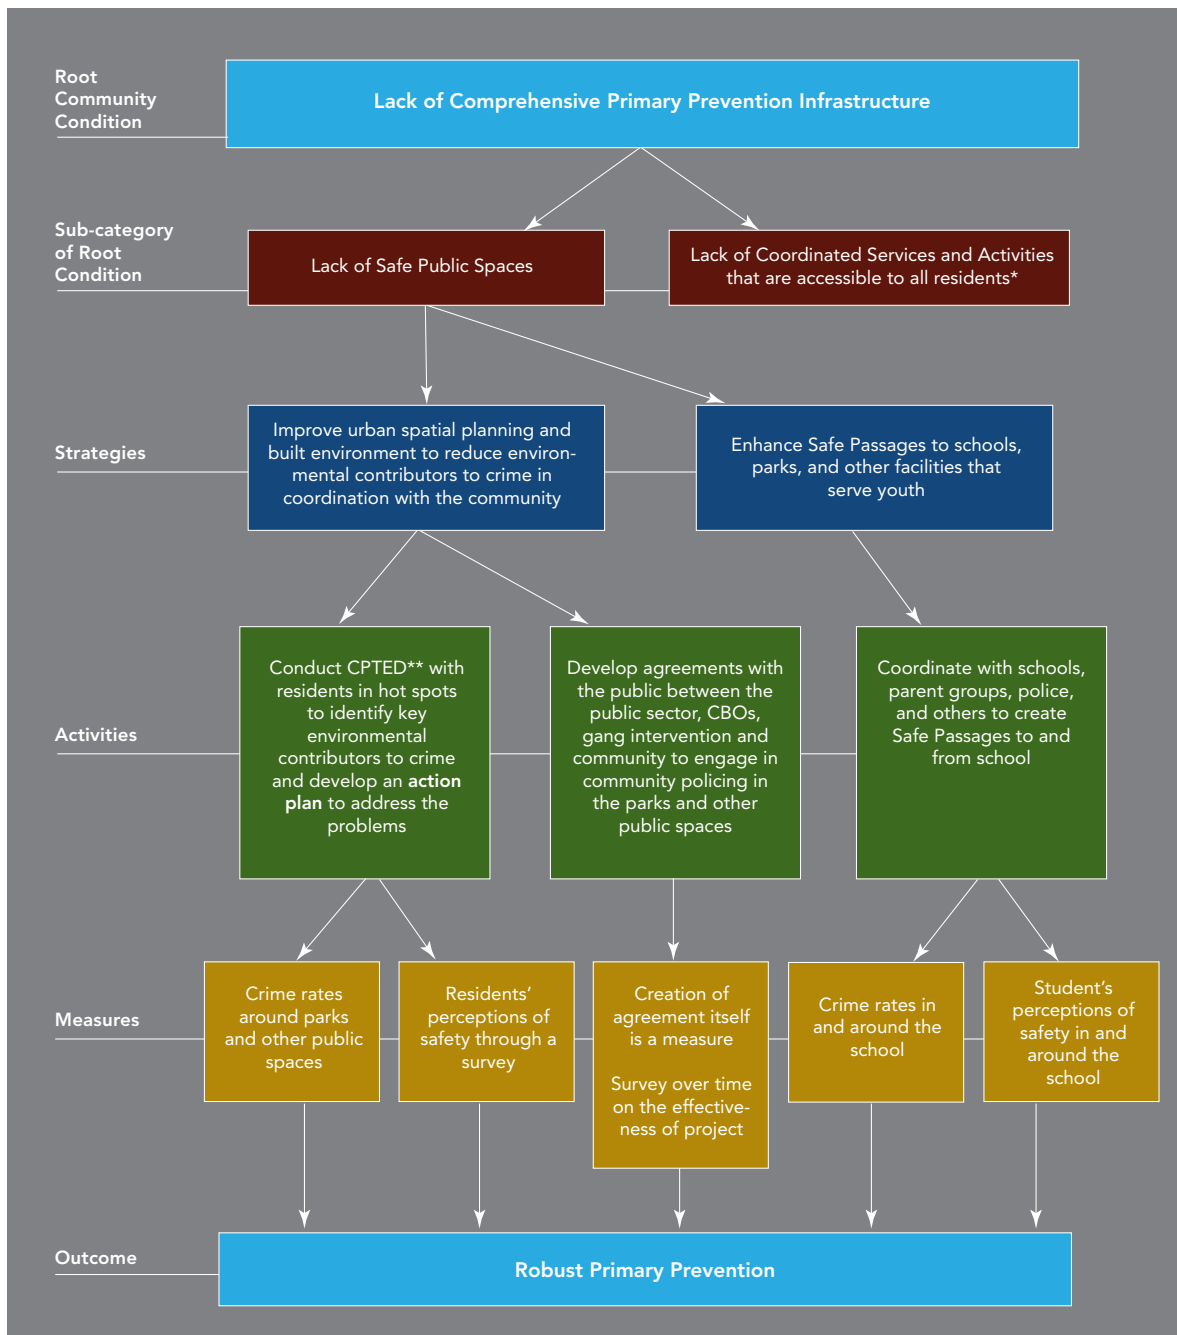 Root
Community
Condition
Lack of Comprehensive Primary Prevention Infrastructure
Sub-category
of Root
Condition
Lack of Safe Public Spaces
Lack of Coordinated Services and Activities
that are accessible to all residents*
Strategies
Improve urban spatial planning and
built environment to reduce environ-
mental contributors to crime in
coordination with the community
Enhance Safe Passages to schools,
parks, and other facilities that
serve youth
Activities
Conduct CPTED** with
residents in hot spots
to identify key
environmental
contributors to crime
and develop an action
plan to address the
problems
Develop agreements with
the public between the
public sector, CBOs,
gang intervention and
community to engage in
community policing in
the parks and other
public spaces
Coordinate with schools,
parent groups, police,
and others to create
Safe Passages to and
from school
Measures
Crime rates
around parks
and other public
spaces
Residents’
perceptions of
safety through a
survey
Creation of
agreement itself
is a measure
Survey over time
on the effective-
ness of project
Crime rates in
and around the
school
Student’s
perceptions of
safety in and
around the
school
Outcome
Robust Primary Prevention